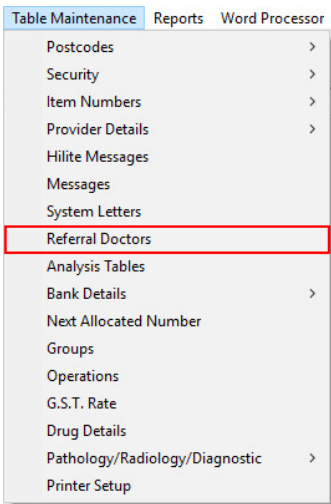 Table Maintenance Reports Word Processor
Postcodes >
Security >
Item Numbers >
Provider Details >
Hilite Messages
Messages
System Letters
Referral Doctors
Analysis Tables
Bank Details >
Next Allocated Number
Groups
Operations
G.S.T. Rate
Drug Details
Pathology/Radiology/Diagnostic >
Printer Setup